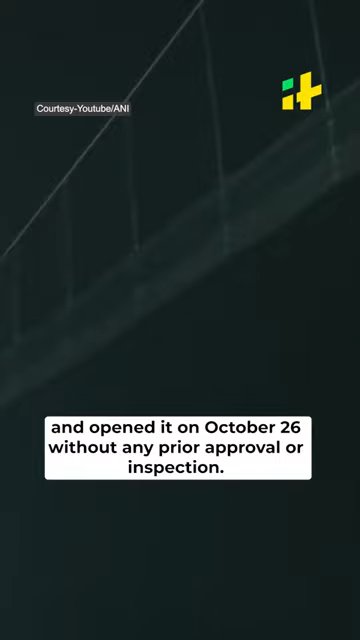 Courtesy-Youtube/ANI
and opened it on October 26
without any prior approval or
inspection.